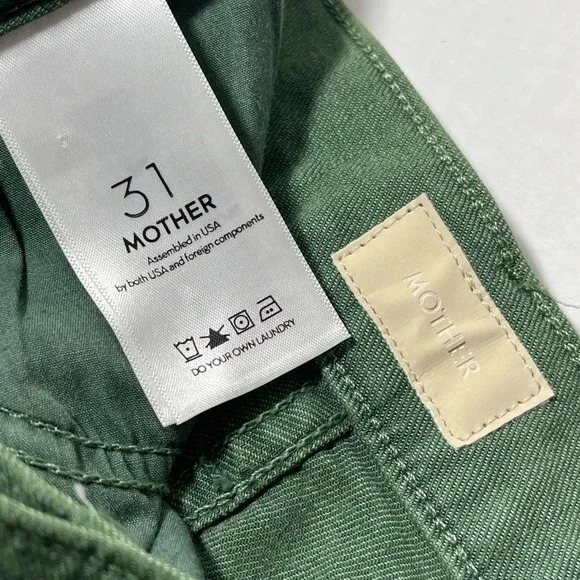 31
MOTHER
Assembled in USA
by both USA and foreign components
DO YOUR OWN LAUNDRY
MOTHER